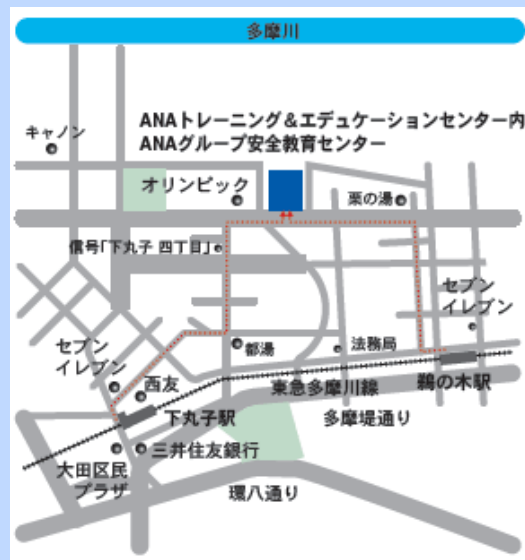 多摩川
キャノン
ANAトレーニング＆エデュケーションセンター内
ANAグループ安全教育センター
オリンピック
栗の湯
信号「下丸子 四丁目」
セブン
イレブン
セブン
イレブン
都湯
法務局
西友
東急多摩川線
鵜の木駅
下丸子駅
多摩堤通り
三井住友銀行
大田区民
プラザ
環八通り